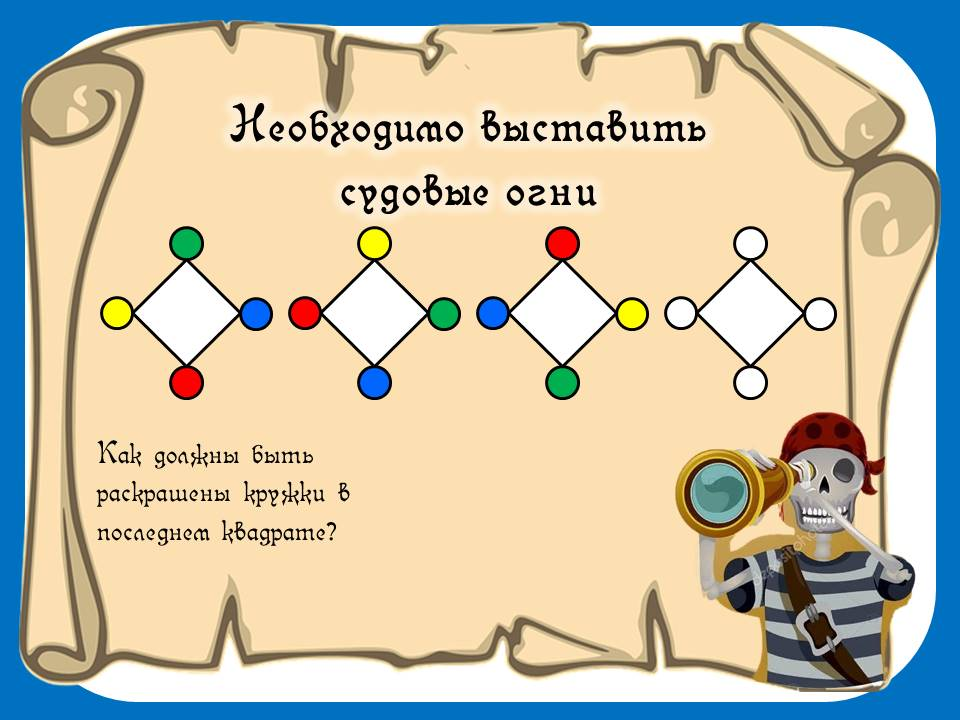 Необходимо выставить
судовые огни
Как должны быть
раскрашены кружки в
последнем квадрате?